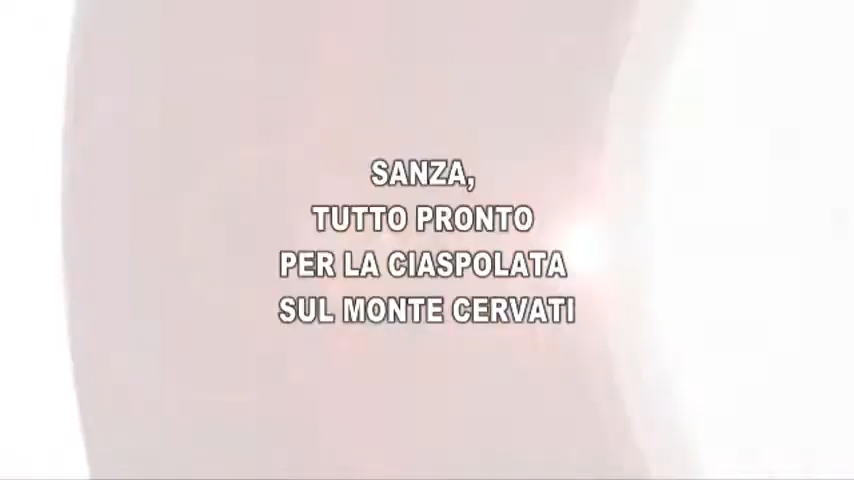 SANZA,
TUTTO PRONTO
PER LA CIASPOLATA
SUL MONTE CERVATI